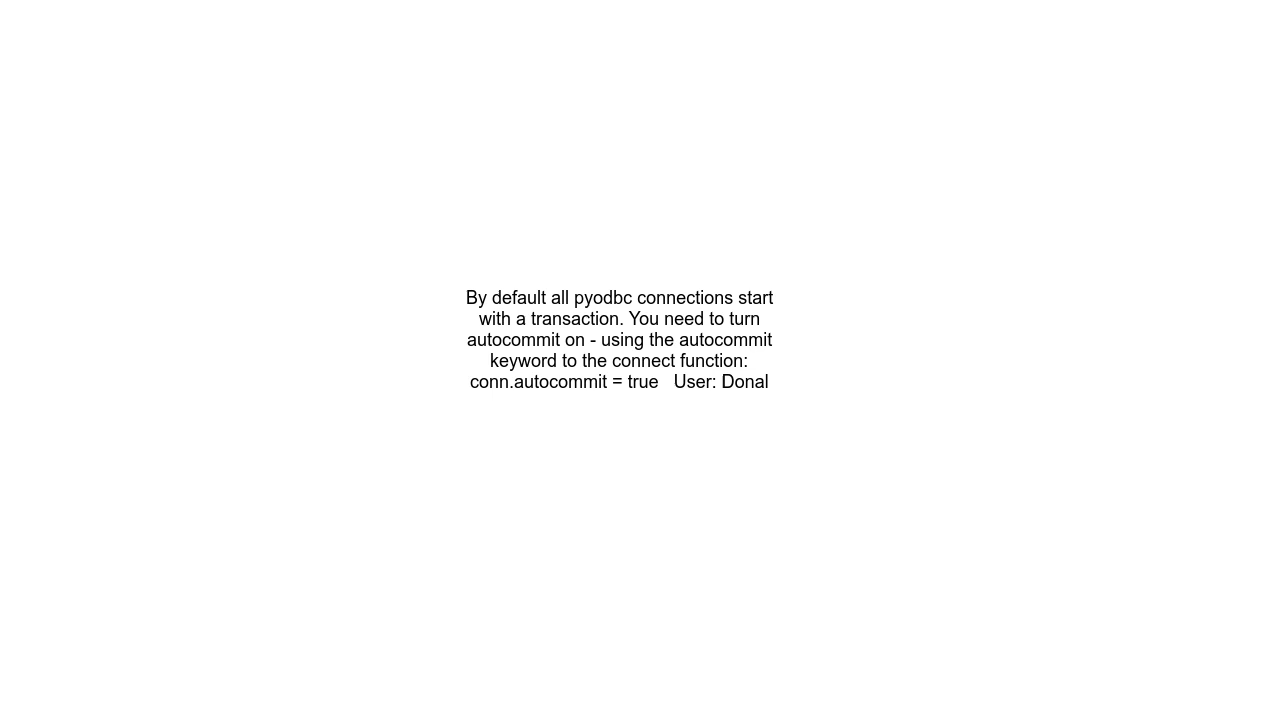 By default all pyodbc connections start
with a transaction. You need to turn
autocommit on - using the autocommit
keyword to the connect function:
conn.autocommit = true   User: Donal